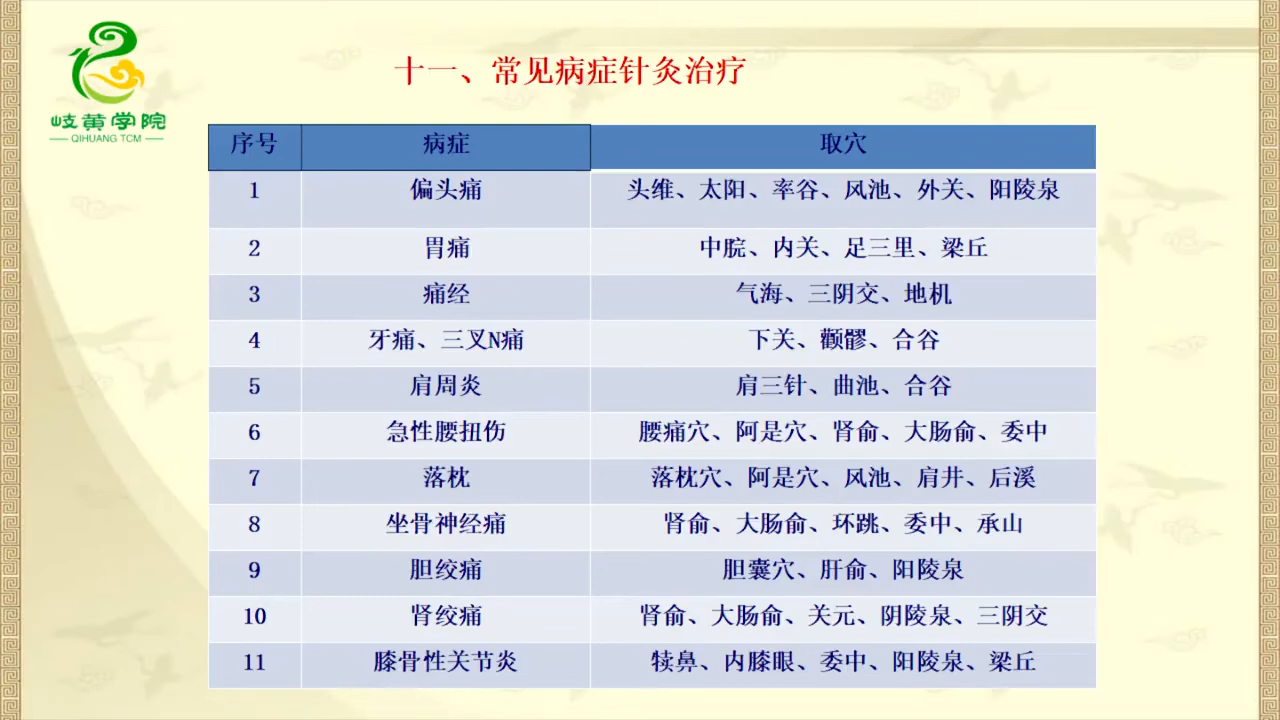 十一、常见病症针灸治疗
岐黄学院
QIHUANG TCM
序号 病症 取穴
1 偏头痛 头维、太阳、率谷、风池、外关、阳陵泉
2 胃痛 中脘、内关、足三里、梁丘
3 痛经 气海、三阴交、地机
4 牙痛、三叉N痛 下关、颧髎、合谷
5 肩周炎 肩三针、曲池、合谷
6 急性腰扭伤 腰痛穴、阿是穴、肾俞、大肠俞、委中
7 落枕 落枕穴、阿是穴、风池、肩井、后溪
8 坐骨神经痛 肾俞、大肠俞、环跳、委中、承山
9 胆绞痛 胆囊穴、肝俞、阳陵泉
10 肾绞痛 肾俞、大肠俞、关元、阴陵泉、三阴交
11 膝骨性关节炎 犊鼻、内膝眼、委中、阳陵泉、梁丘